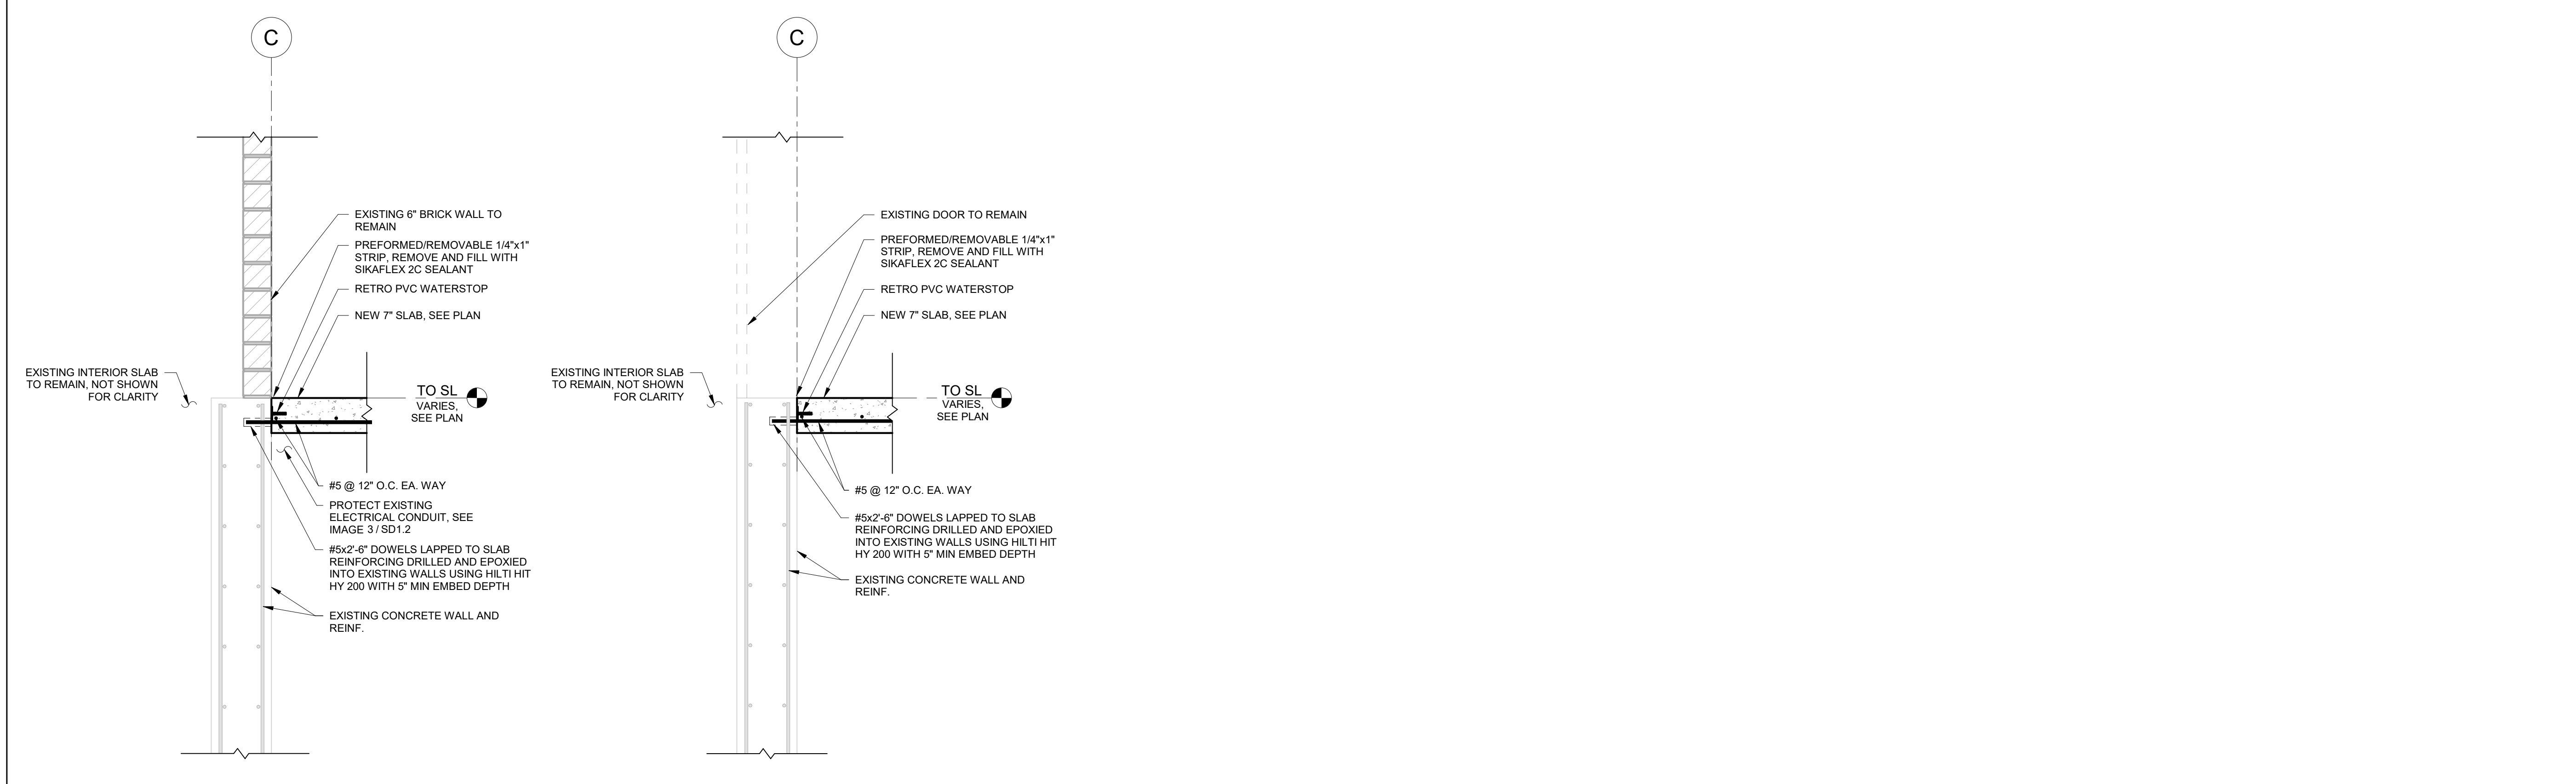 C
EXISTING 6" BRICK WALL TO
REMAIN
PREFORMED/REMOVABLE 1/4"x1"
STRIP, REMOVE AND FILL WITH
SIKAFLEX 2C SEALANT
RETRO PVC WATERSTOP
NEW 7" SLAB, SEE PLAN
EXISTING INTERIOR SLAB
TO REMAIN, NOT SHOWN
FOR CLARITY
TO SL
VARIES,
SEE PLAN
#5 @ 12" O.C. EA. WAY
PROTECT EXISTING
ELECTRICAL CONDUIT, SEE
IMAGE 3 / SD1.2
#5x2'-6" DOWELS LAPPED TO SLAB
REINFORCING DRILLED AND EPOXIED
INTO EXISTING WALLS USING HILTI HIT
HY 200 WITH 5" MIN EMBED DEPTH
EXISTING CONCRETE WALL AND
REINF.
C
EXISTING DOOR TO REMAIN
PREFORMED/REMOVABLE 1/4"x1"
STRIP, REMOVE AND FILL WITH
SIKAFLEX 2C SEALANT
RETRO PVC WATERSTOP
NEW 7" SLAB, SEE PLAN
EXISTING INTERIOR SLAB
TO REMAIN, NOT SHOWN
FOR CLARITY
TO SL
VARIES,
SEE PLAN
#5 @ 12" O.C. EA. WAY
#5x2'-6" DOWELS LAPPED TO SLAB
REINFORCING DRILLED AND EPOXIED
INTO EXISTING WALLS USING HILTI HIT
HY 200 WITH 5" MIN EMBED DEPTH
EXISTING CONCRETE WALL AND
REINF.